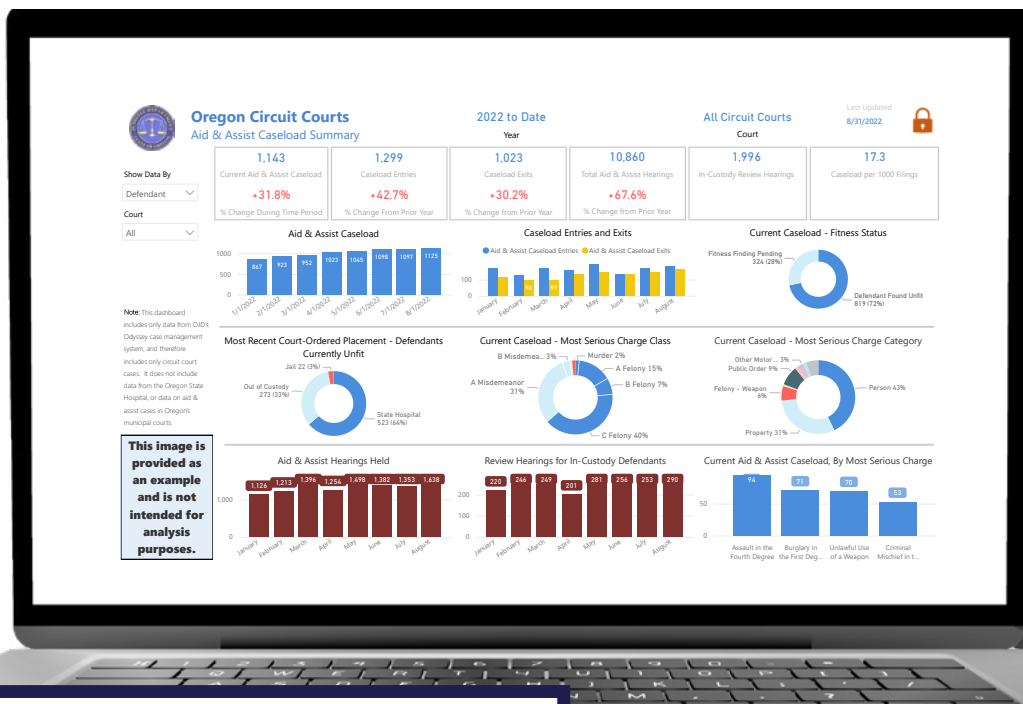 Oregon Circuit Courts
Aid & Assist Caseload Summary
2022 to Date
Year
All Circuit Courts
Court
Last Updated
8/31/2022
Show Data By
Defendant
Court
All
1,143
Current Aid & Assist Caseload
+31.8%
% Change During Time Period
1,299
Caseload Entries
+42.7%
% Change From Prior Year
1,023
Caseload Exits
+30.2%
% Change from Prior Year
10,860
Total Aid & Assist Hearings
+67.6%
% Change from Prior Year
1,996
In-Custody Review Hearings
17.3
Caseload per 1000 Filings
Aid & Assist Caseload
1000
500
0
867
923
952
1023
1045
1098
1097
1125
1/1/2022
2/1/2022
3/1/2022
4/1/2022
5/1/2022
6/1/2022
7/1/2022
8/1/2022
Caseload Entries and Exits
Aid & Assist Caseload Entries
Aid & Assist Caseload Exits
100
0
98
97
January
February
March
April
May
June
July
August
Current Caseload - Fitness Status
Fitness Finding Pending
324 (28%)
Defendant Found Unfit
819 (72%)
Note: This dashboard
includes only data from OJD's
Odyssey case management
system, and therefore
includes only circuit court
cases. It does not include
data from the Oregon State
Hospital, or data on aid &
assist cases in Oregon's
municipal courts.
Most Recent Court-Ordered Placement - Defendants
Currently Unfit
Jail 22 (3%)
Out of Custody
273 (33%)
State Hospital
523 (64%)
Current Caseload - Most Serious Charge Class
B Misdemea... 3%
Murder 2%
A Felony 15%
B Felony 7%
A Misdemeanor
31%
C Felony 40%
Current Caseload - Most Serious Charge Category
Other Motor ... 3%
Public Order 9%
Felony - Weapon
6%
Person 43%
Property 31%
This image is
provided as
an example
and is not
intended for
analysis
purposes.
Aid & Assist Hearings Held
1,000
0
1,126
1,213
1,396
1,254
1,498
1,382
1,353
1,638
January
February
March
April
May
June
July
August
Review Hearings for In-Custody Defendants
200
100
0
220
246
249
201
281
256
253
290
January
February
March
April
May
June
July
August
Current Aid & Assist Caseload, By Most Serious Charge
50
0
94
71
70
53
Assault in the
Fourth Degree
Burglary in
the First Deg...
Unlawful Use
of a Weapon
Criminal
Mischief in t...